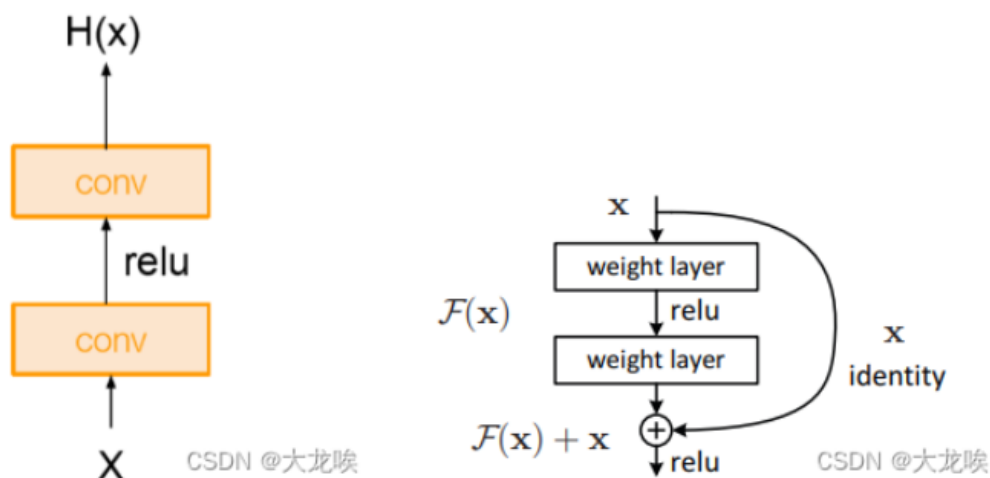 H(x)
conv
relu
conv
X
CSDN @大龙唉
x
weight layer
F(x)
relu
weight layer
x
identity
F(x) + x
+
relu
CSDN @大龙唉